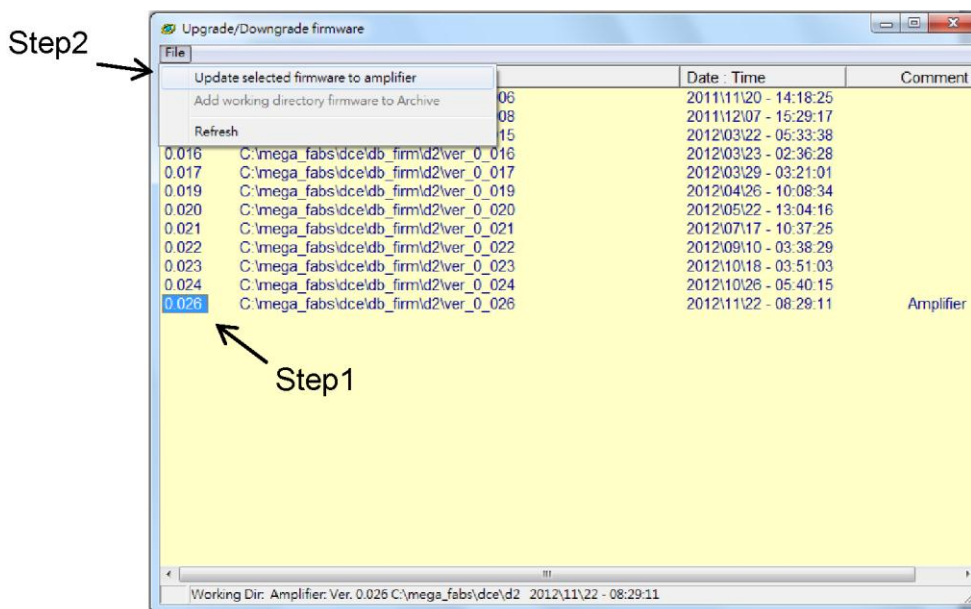 Upgrade/Downgrade firmware
Step2
File
Update selected firmware to amplifier
Date : Time Comment
Add working directory firmware to Archive
06 2011\11\20 - 14:18:25
08 2011\12\07 - 15:29:17
Refresh
15 2012\03\22 - 05:33:38
0.016 C:\mega_fabs\dce\db_firm\d2\ver_0_016 2012\03\23 - 02:36:28
0.017 C:\mega_fabs\dce\db_firm\d2\ver_0_017 2012\03\29 - 03:21:01
0.019 C:\mega_fabs\dce\db_firm\d2\ver_0_019 2012\04\26 - 10:08:34
0.020 C:\mega_fabs\dce\db_firm\d2\ver_0_020 2012\05\22 - 13:04:16
0.021 C:\mega_fabs\dce\db_firm\d2\ver_0_021 2012\07\17 - 10:37:25
0.022 C:\mega_fabs\dce\db_firm\d2\ver_0_022 2012\09\10 - 03:38:29
0.023 C:\mega_fabs\dce\db_firm\d2\ver_0_023 2012\10\18 - 03:51:03
0.024 C:\mega_fabs\dce\db_firm\d2\ver_0_024 2012\10\26 - 05:40:15
0.026 C:\mega_fabs\dce\db_firm\d2\ver_0_026 2012\11\22 - 08:29:11 Amplifier
Step1
Working Dir: Amplifier: Ver. 0.026 C:\mega_fabs\dce\d2 2012\11\22 - 08:29:11